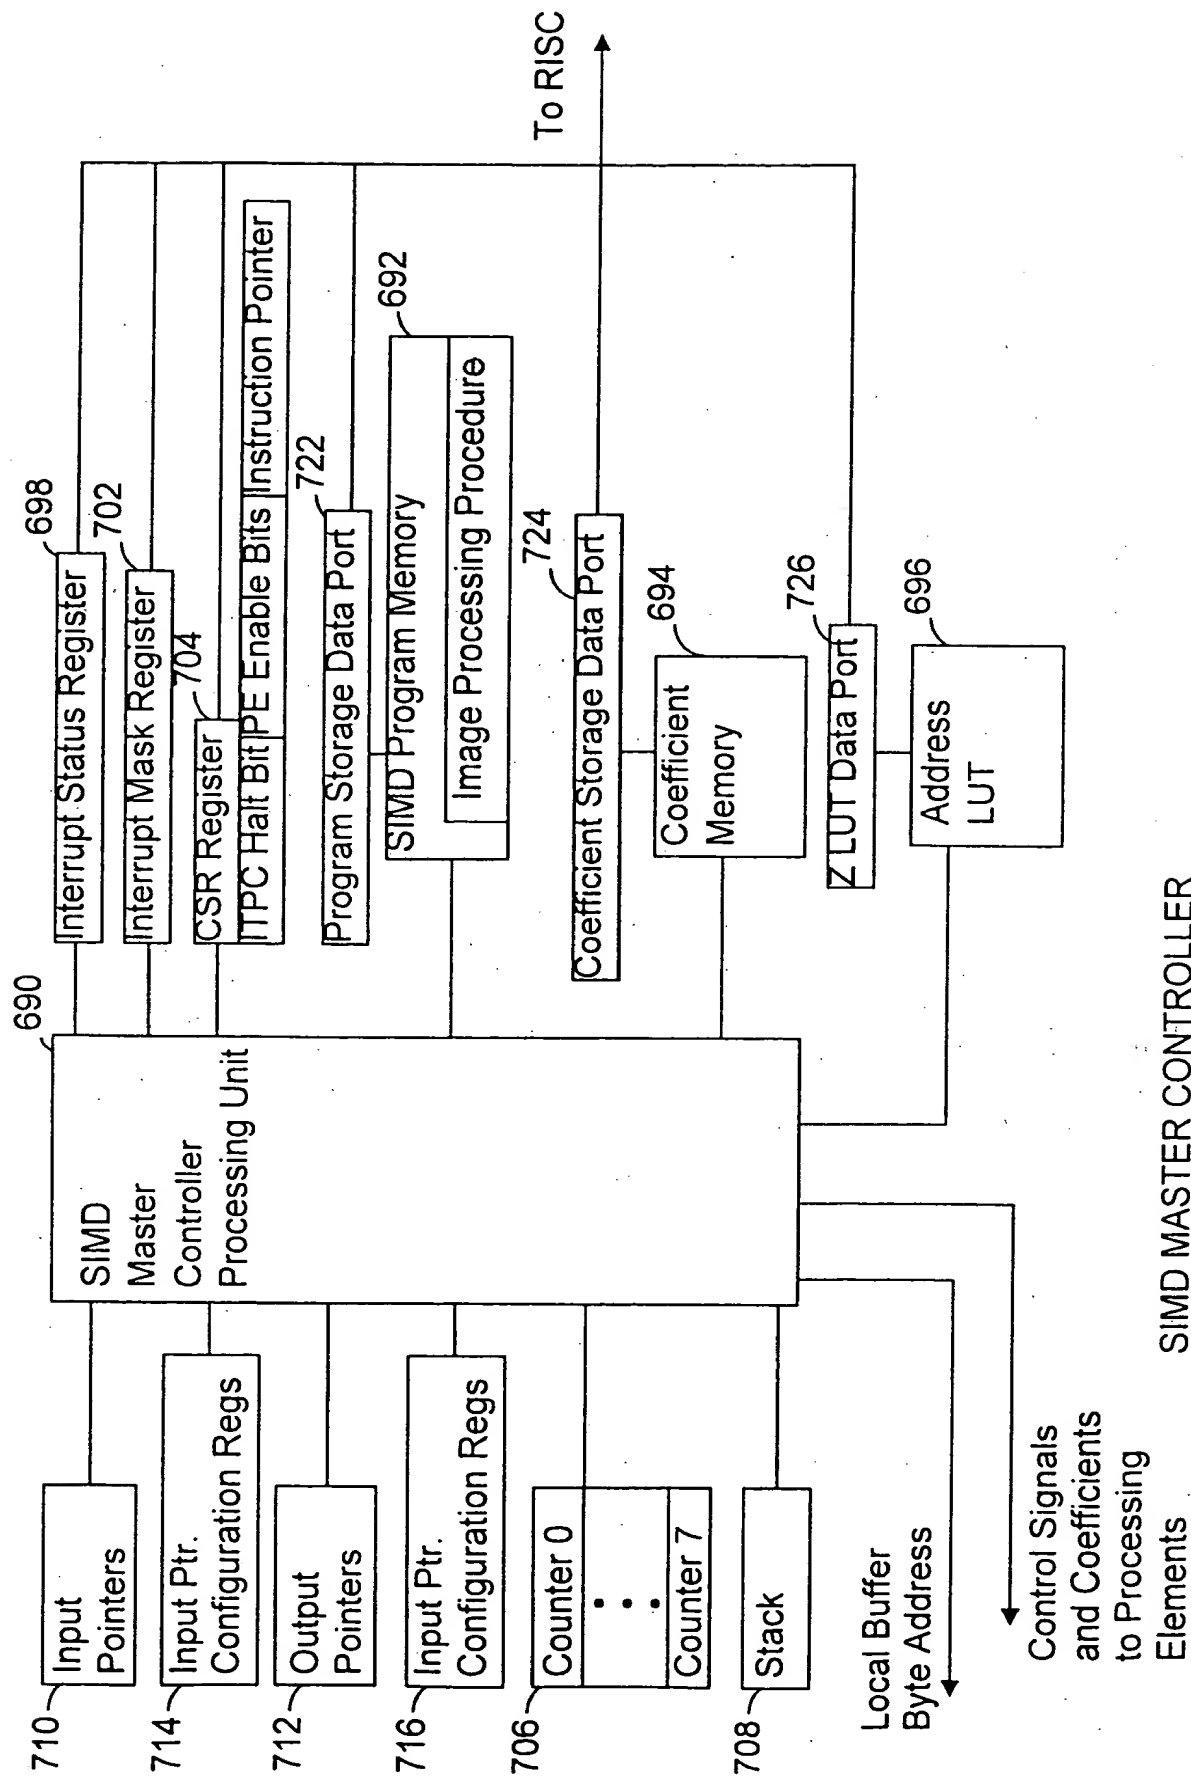 710
Input
Pointers
714
Input Ptr.
Configuration Regs
712
Output
Pointers
716
Input Ptr.
Configuration Regs
706
Counter 0
Counter 7
708
Stack
Local Buffer
Byte Address
Control Signals
and Coefficients
to Processing
Elements
690
SIMD
Master
Controller
Processing Unit
Interrupt Status Register
698
Interrupt Mask Register
702
CSR Register
704
ITPC Halt Bit PE Enable Bits Instruction Pointer
Program Storage Data Port
722
SIMD Program Memory
692
Image Processing Procedure
Coefficient Storage Data Port
724
Coefficient
Memory
694
Z LUT Data Port
726
Address
LUT
696
To RISC
SIMD MASTER CONTROLLER